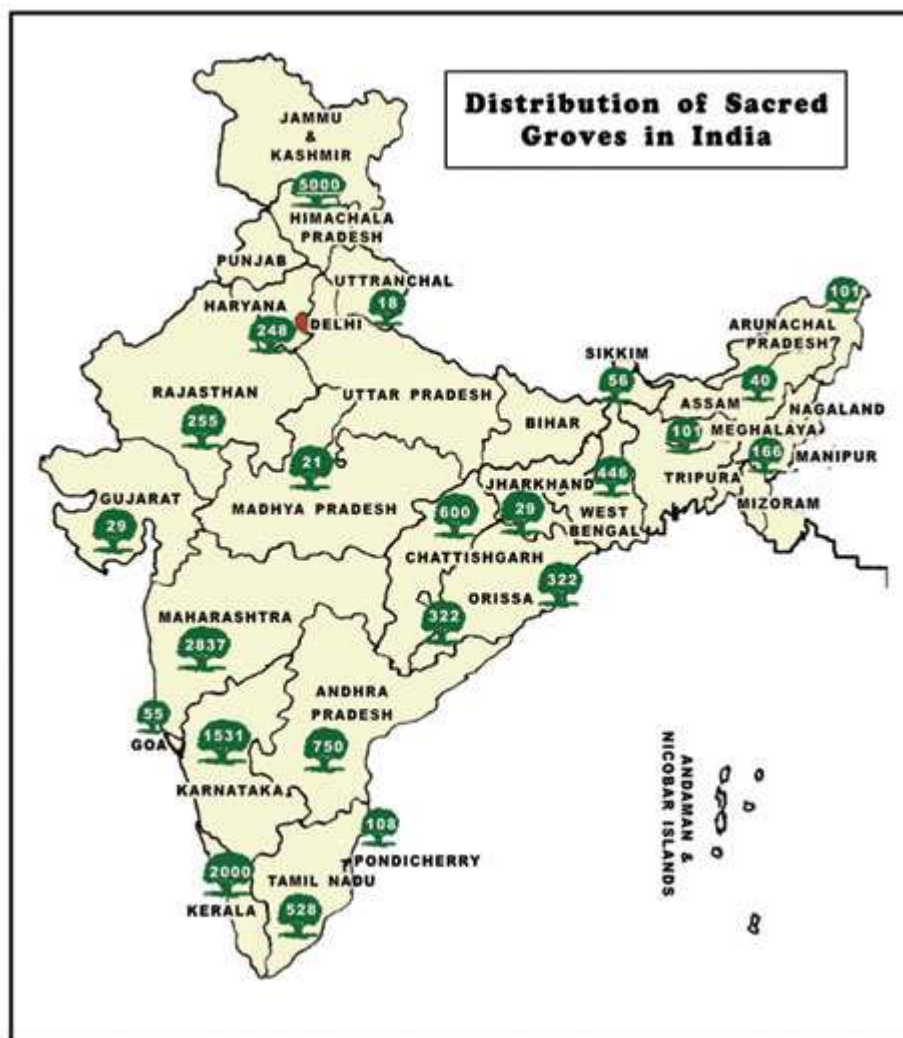 Distribution of Sacred
Groves in India
JAMMU
&
KASHMIR
5000
HIMACHALA
PRADESH
PUNJAB
UTTRANCHAL
18
HARYANA
248
DELHI
101
ARUNACHAL
PRADESH
SIKKIM
56
40
ASSAM
NAGALAND
RAJASTHAN
255
UTTAR PRADESH
BIHAR
101
MEGHALAYA
166
MANIPUR
TRIPURA
MIZORAM
21
MADHYA PRADESH
GUJARAT
29
JHARKHAND
446
600
29
WEST
BENGAL
CHATTISHGARH
322
ORISSA
322
MAHARASHTRA
2837
ANDHRA
PRADESH
750
55
GOA
1531
KARNATAKA
108
PONDICHERRY
2000
KERALA
TAMIL NADU
528
ANDAMAN &
NICOBAR ISLANDS